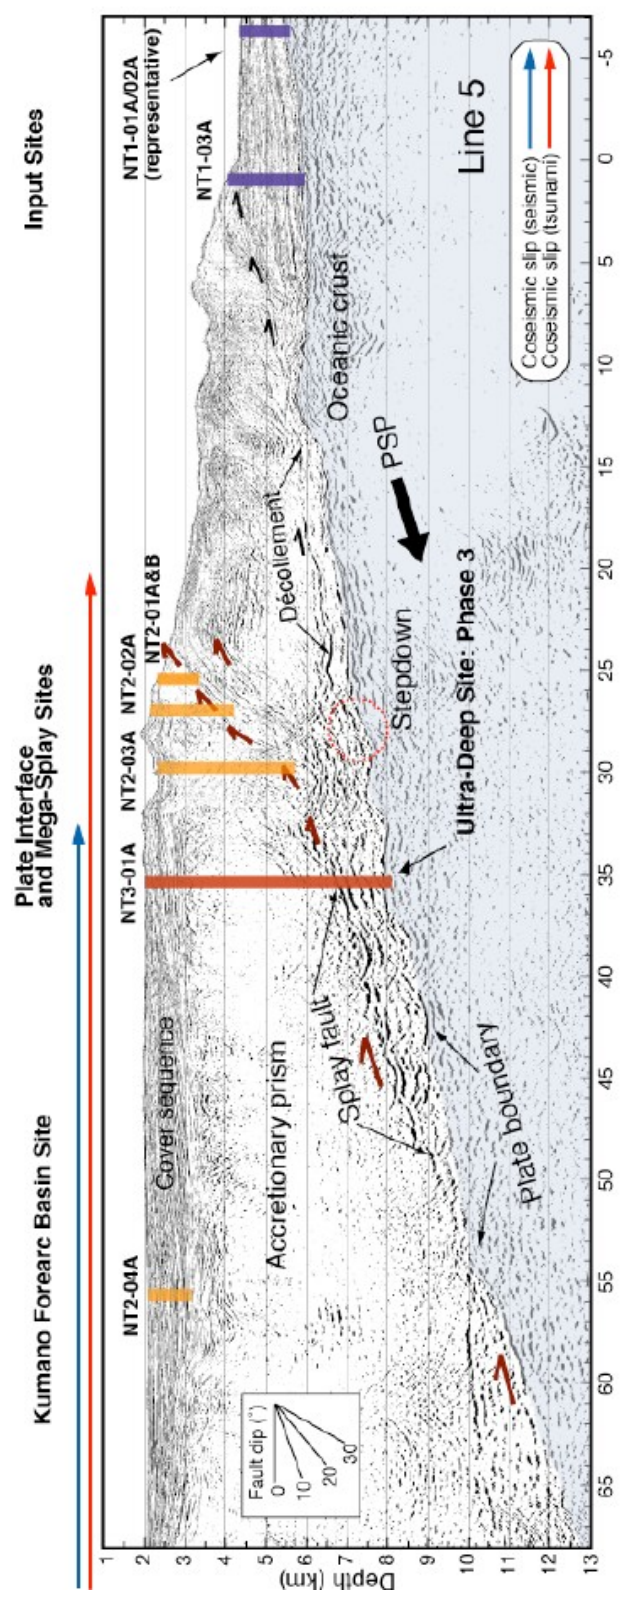 Kumano Forearc Basin Site
Plate Interface
and Mega-Splay Sites
Input Sites
NT2-04A
NT3-01A
NT2-03A
NT2-02A
NT2-01A&B
NT1-03A
NT1-01A/02A
(representative)
Cover sequence
Accretionary prism
Splay fault
Plate boundary
Décollement
Stepdown
Oceanic crust
PSP
Ultra-Deep Site: Phase 3
Line 5
Coseismic slip (seismic)
Coseismic slip (tsunami)
Fault dip (°)
0
10
20
30
Depth (km)
1
2
3
4
5
6
7
8
9
10
11
12
13
65
60
55
50
45
40
35
30
25
20
15
10
5
0
-5